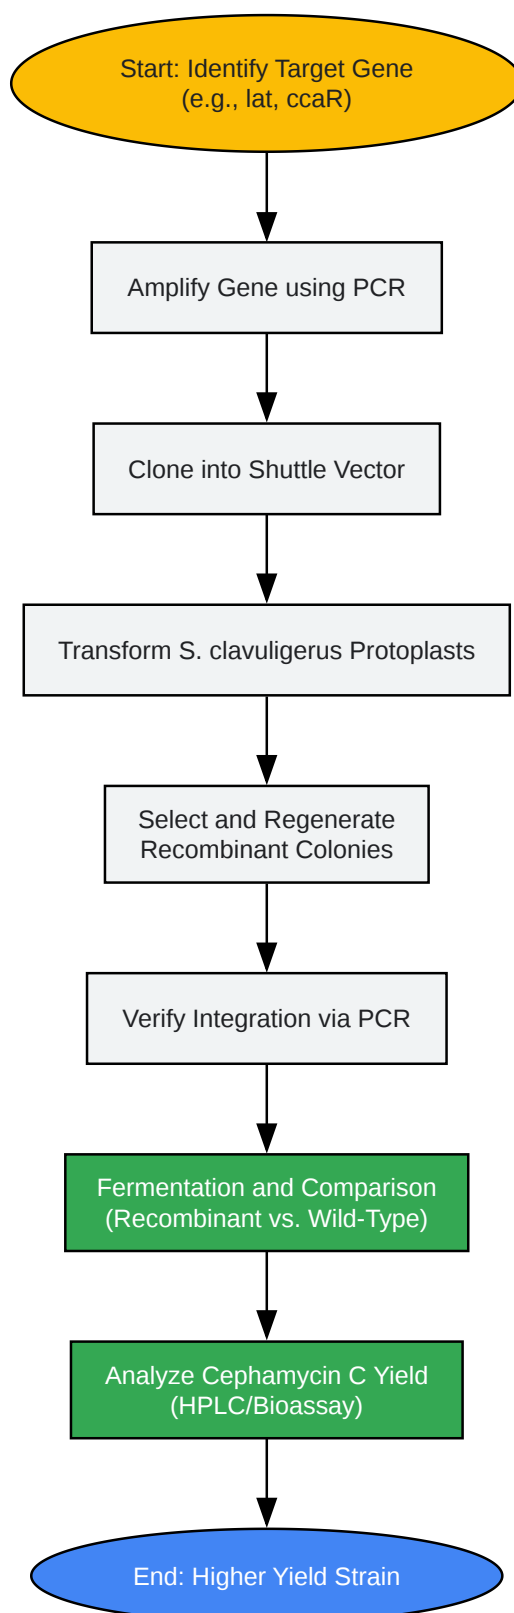 Start: Identify Target Gene
(e.g., lat, ccaR)
Amplify Gene using PCR
Clone into Shuttle Vector
Transform S. clavuligerus Protoplasts
Select and Regenerate
Recombinant Colonies
Verify Integration via PCR
Fermentation and Comparison
(Recombinant vs. Wild-Type)
Analyze Cephamycin C Yield
(HPLC/Bioassay)
End: Higher Yield Strain